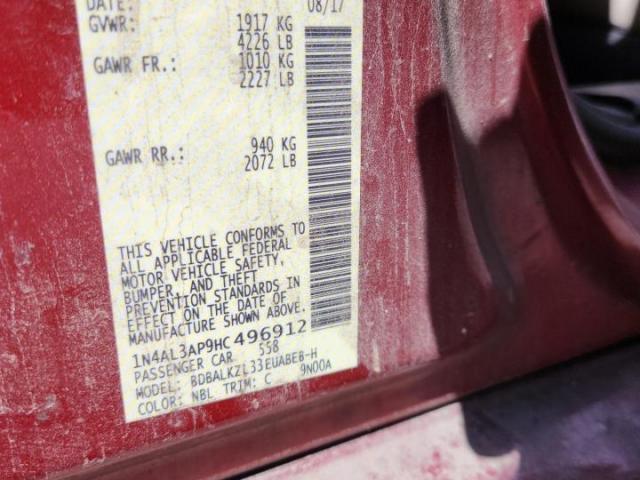 DATE: 08/17
GVWR: 1917 KG
4226 LB
GAWR FR.: 1010 KG
2227 LB
GAWR RR.: 940 KG
2072 LB
THIS VEHICLE CONFORMS TO
ALL APPLICABLE FEDERAL
MOTOR VEHICLE SAFETY,
BUMPER, AND THEFT
PREVENTION STANDARDS IN
EFFECT ON THE DATE OF
MANUFACTURE SHOWN ABOVE.
1N4AL3AP9HC496912
PASSENGER CAR 558
MODEL: BDBALKZL33EUABEB-H
COLOR: NBL TRIM: C 9N00A